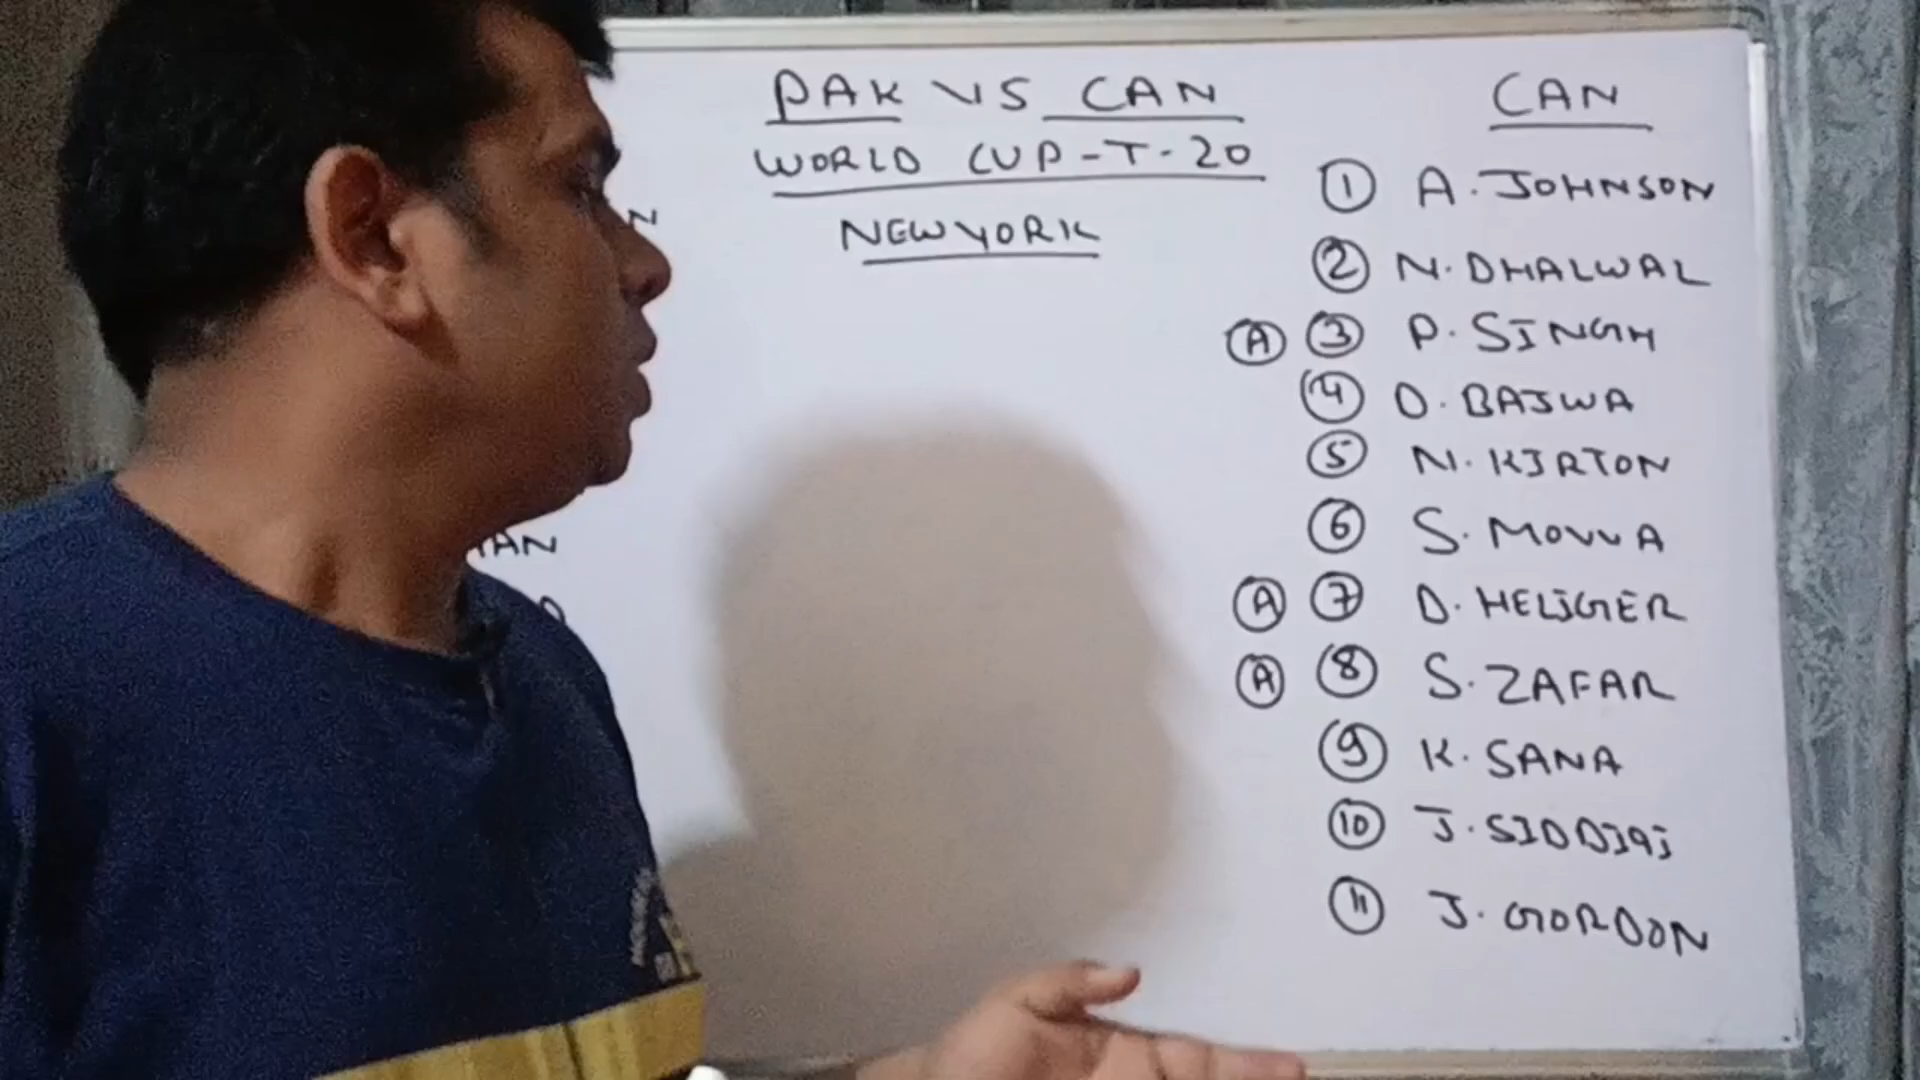 PAK VS CAN
WORLD CUP-T-20
NEWYORK
CAN
1 A. JOHNSON
2 N. DHALWAL
A 3 P. SINGH
4 D. BAJWA
5 N. KIRTON
6 S. MOVVA
A 7 D. HELIGER
A 8 S. ZAFAR
9 K. SANA
10 J. SIDDIQI
11 J. GORDON